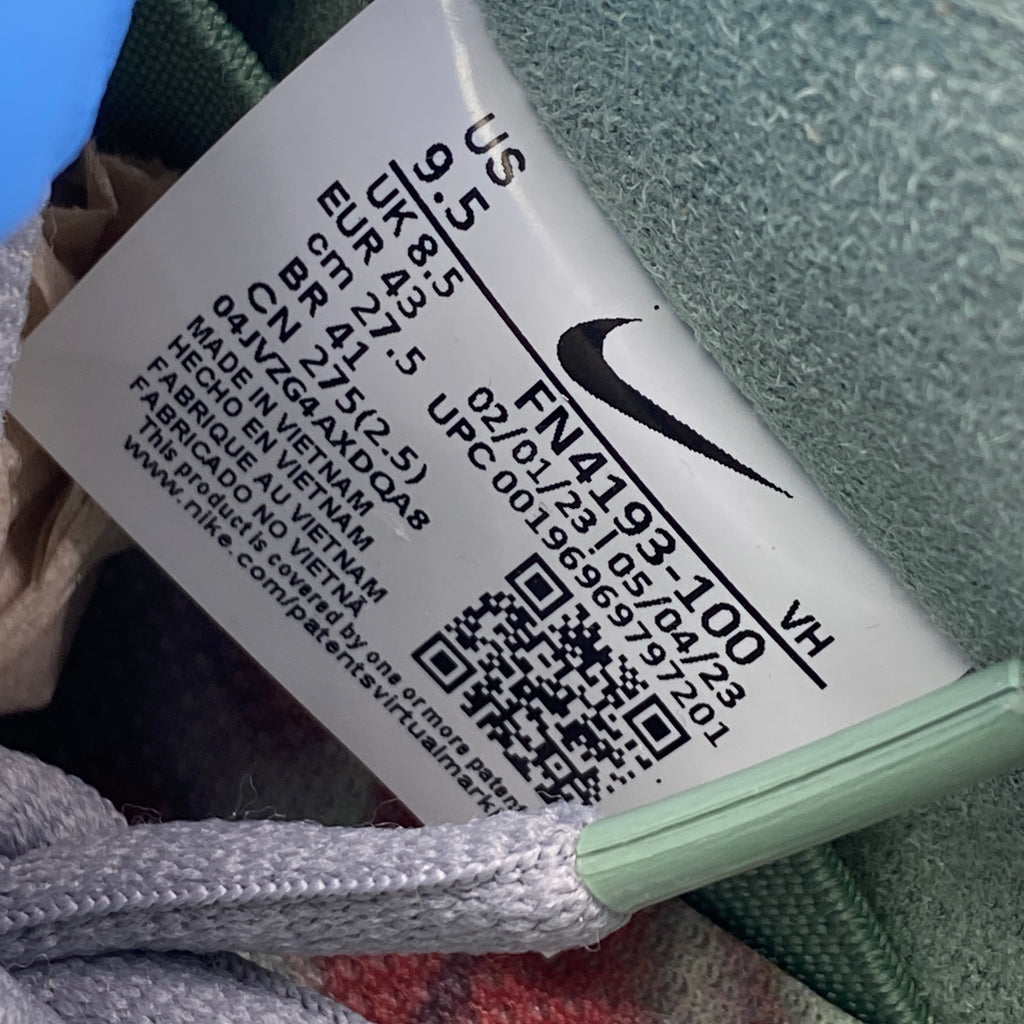 US
9.5
UK 8.5
EUR 43
cm 27.5
BR 41
CN 275(2.5)
04JVZG4AXDQA8
MADE IN VIETNAM
HECHO EN VIETNAM
FABRIQUE AU VIETNAM
FABRICADO NO VIETNÃ
This product is covered by one or more patent
www.nike.com/patentsvirtualmark
VH
FN4193-100
02/01/23 | 05/04/23
UPC 00196969797201